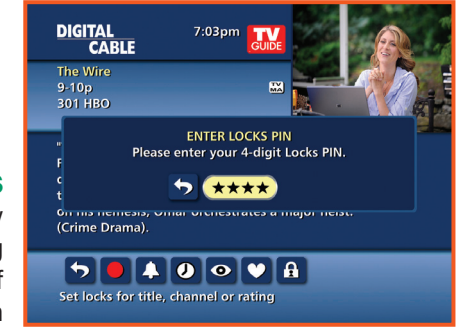 DIGITAL
CABLE
7:03pm
TV
GUIDE
The Wire
9-10p
TV
MA
301 HBO
ENTER LOCKS PIN
Please enter your 4-digit Locks PIN.
★★★★
on his nemesis, Omar orchestrates a major heist.
(Crime Drama).
Set locks for title, channel or rating